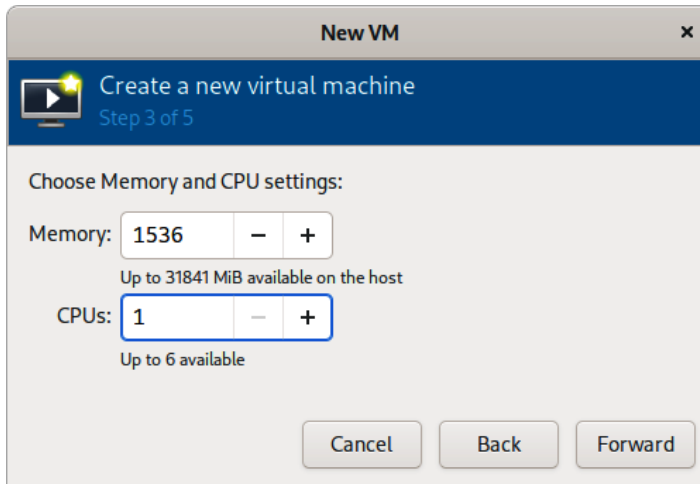 New VM
Create a new virtual machine
Step 3 of 5
Choose Memory and CPU settings:
Memory: 1536
Up to 31841 MiB available on the host
CPUs: 1
Up to 6 available
Cancel Back Forward